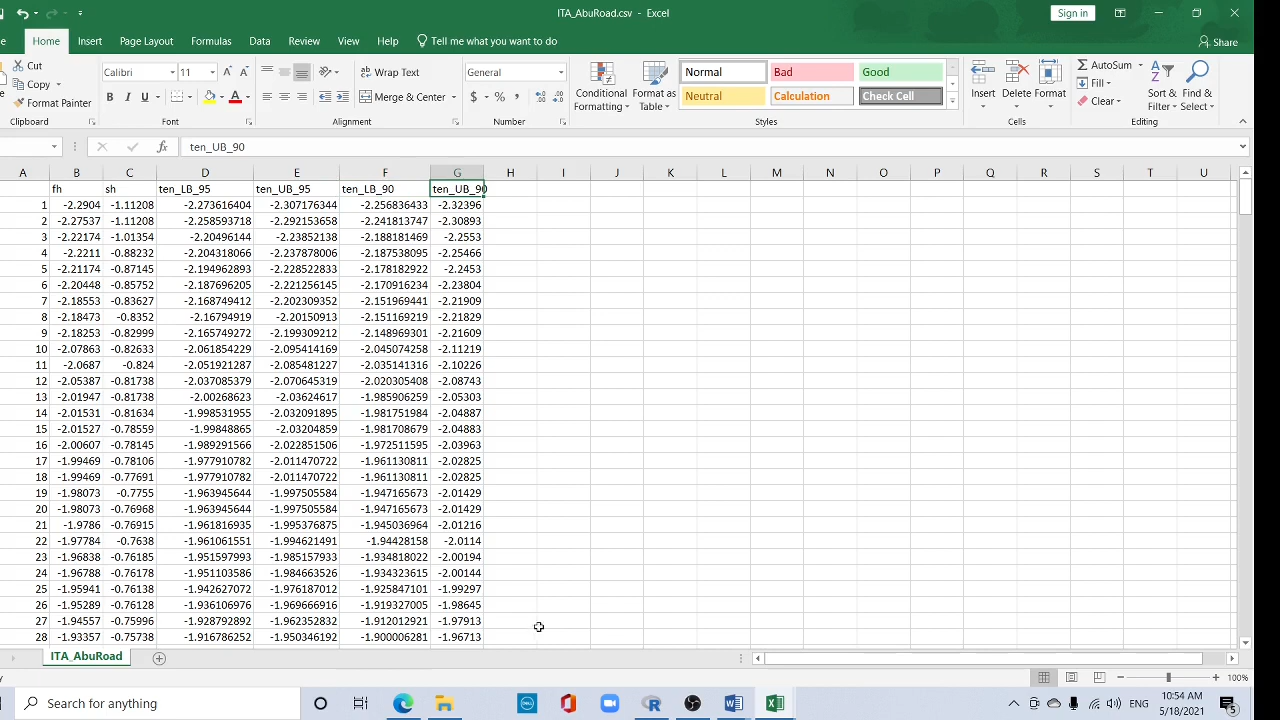 ITA_AbuRoad.csv - Excel
Sign in
Home Insert Page Layout Formulas Data Review View Help Tell me what you want to do Share
Cut
Copy
Format Painter
Clipboard
Calibri 11
B I U
Font
Wrap Text
Merge & Center
Alignment
General
$ % ,
Number
Conditional Formatting
Format as Table
Normal Bad Good
Neutral Calculation Check Cell
Styles
Insert Delete Format
Cells
AutoSum
Fill
Clear
Sort & Filter
Find & Select
Editing
fx ten_UB_90
A B C D E F G H I J K L M N O P Q R S T U
fh sh ten_LB_95 ten_UB_95 ten_LB_90 ten_UB_90
1 -2.2904 -1.11208 -2.273616404 -2.307176344 -2.256836433 -2.32396
2 -2.27537 -1.11208 -2.258593718 -2.292153658 -2.241813747 -2.30893
3 -2.22174 -1.01354 -2.20496144 -2.23852138 -2.188181469 -2.2553
4 -2.2211 -0.88232 -2.204318066 -2.237878006 -2.187538095 -2.25466
5 -2.21174 -0.87145 -2.194962893 -2.228522833 -2.178182922 -2.2453
6 -2.20448 -0.85752 -2.187696205 -2.221256145 -2.170916234 -2.23804
7 -2.18553 -0.83627 -2.168749412 -2.202309352 -2.151969441 -2.21909
8 -2.18473 -0.8352 -2.16794919 -2.20150913 -2.151169219 -2.21829
9 -2.18253 -0.82999 -2.165749272 -2.199309212 -2.148969301 -2.21609
10 -2.07863 -0.82633 -2.061854229 -2.095414169 -2.045074258 -2.11219
11 -2.0687 -0.824 -2.051921287 -2.085481227 -2.035141316 -2.10226
12 -2.05387 -0.81738 -2.037085379 -2.070645319 -2.020305408 -2.08743
13 -2.01947 -0.81738 -2.00268623 -2.03624617 -1.985906259 -2.05303
14 -2.01531 -0.81634 -1.998531955 -2.032091895 -1.981751984 -2.04887
15 -2.01527 -0.78559 -1.99848865 -2.03204859 -1.981708679 -2.04883
16 -2.00607 -0.78145 -1.989291566 -2.022851506 -1.972511595 -2.03963
17 -1.99469 -0.78106 -1.977910782 -2.011470722 -1.961130811 -2.02825
18 -1.99469 -0.77691 -1.977910782 -2.011470722 -1.961130811 -2.02825
19 -1.98073 -0.7755 -1.963945644 -1.997505584 -1.947165673 -2.01429
20 -1.98073 -0.76968 -1.963945644 -1.997505584 -1.947165673 -2.01429
21 -1.9786 -0.76915 -1.961816935 -1.995376875 -1.945036964 -2.01216
22 -1.97784 -0.7638 -1.961061551 -1.994621491 -1.94428158 -2.0114
23 -1.96838 -0.76185 -1.951597993 -1.985157933 -1.934818022 -2.00194
24 -1.96788 -0.76178 -1.951103586 -1.984663526 -1.934323615 -2.00144
25 -1.95941 -0.76138 -1.942627072 -1.976187012 -1.925847101 -1.99297
26 -1.95289 -0.76128 -1.936106976 -1.969666916 -1.919327005 -1.98645
27 -1.94557 -0.75996 -1.928792892 -1.962352832 -1.912012921 -1.97913
28 -1.93357 -0.75738 -1.916786252 -1.950346192 -1.900006281 -1.96713
ITA_AbuRoad
100%
Type here to search
ENG
10:54 AM
5/18/2021
5